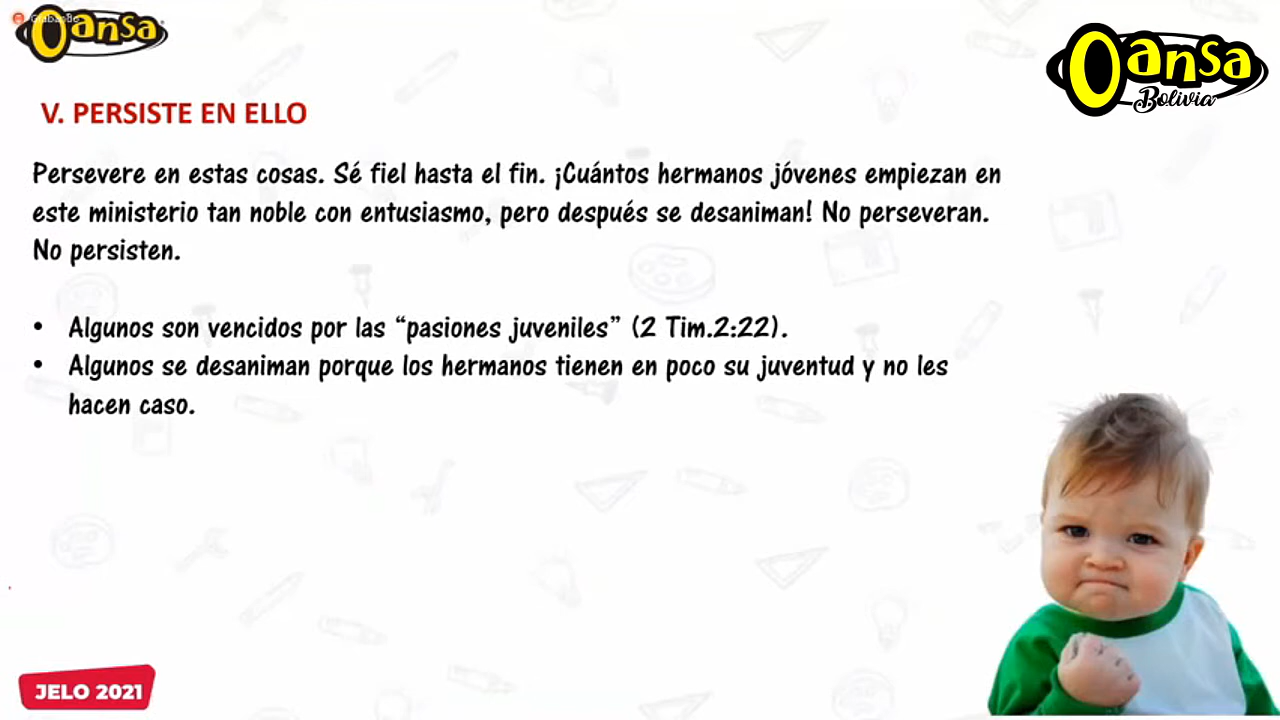 Oansa
Oansa
Bolivia
V. PERSISTE EN ELLO
Persevere en estas cosas. Sé fiel hasta el fin. ¡Cuántos hermanos jóvenes empiezan en
este ministerio tan noble con entusiasmo, pero después se desaniman! No perseveran.
No persisten.
• Algunos son vencidos por las “pasiones juveniles” (2 Tim.2:22).
• Algunos se desaniman porque los hermanos tienen en poco su juventud y no les
hacen caso.
JELO 2021